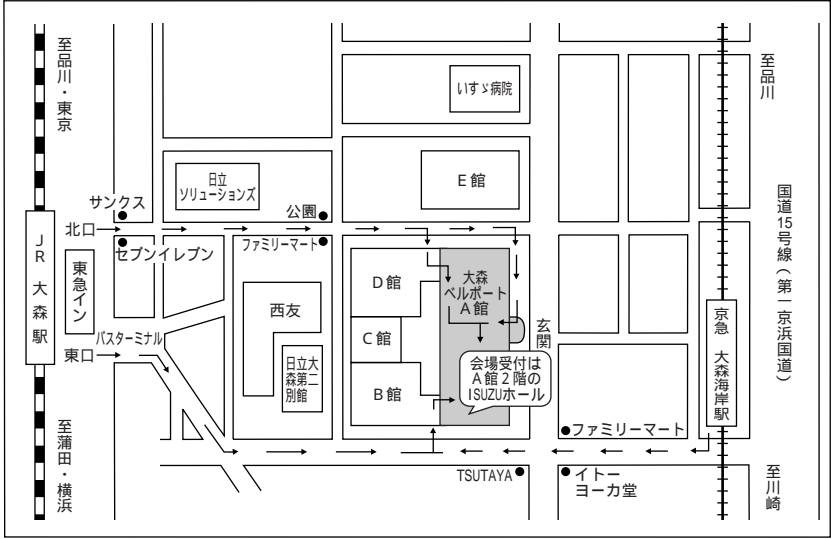 至品川・東京
いすゞ病院
至品川
日立
ソリューションズ
E館
サンクス
公園
北口
セブンイレブン
ファミリーマート
JR 大森駅
東急イン
D館
大森
ベルポート
A館
国道15号線(第一京浜国道)
西友
C館
玄関
京急 大森海岸駅
バスターミナル
東口
日立大
森第二
別館
会場受付は
A館2階の
ISUZUホール
B館
至蒲田・横浜
ファミリーマート
TSUTAYA
イトー
ヨーカ堂
至川崎